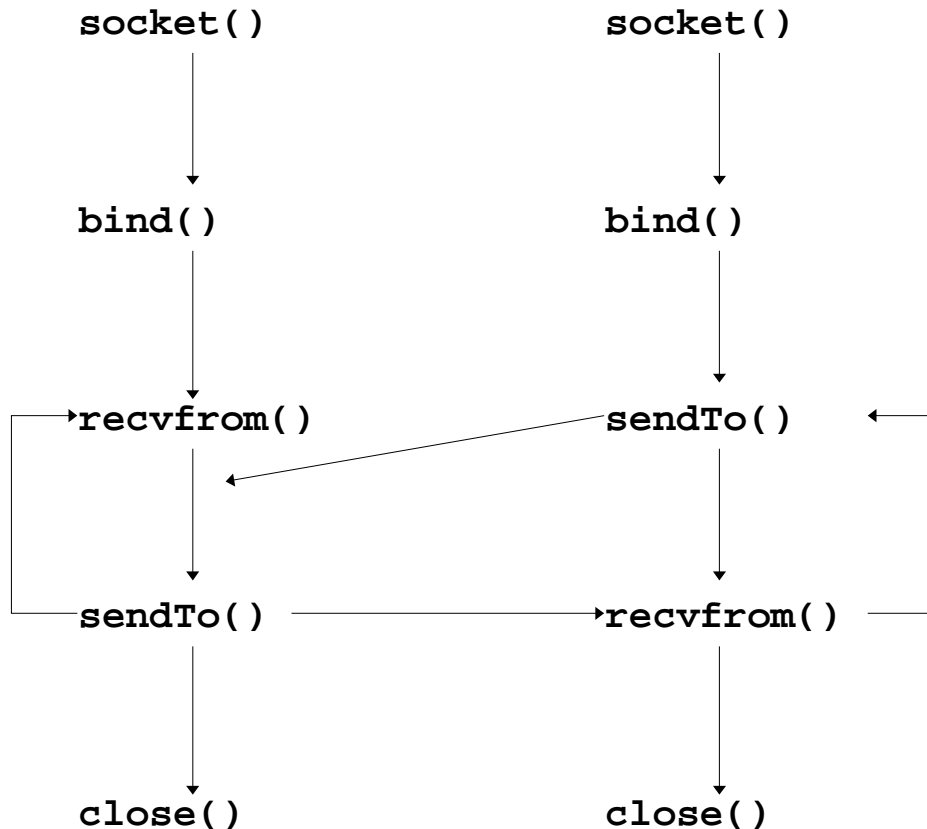 socket() socket()
bind() bind()
recvfrom() sendTo()
sendTo() recvfrom()
close() close()